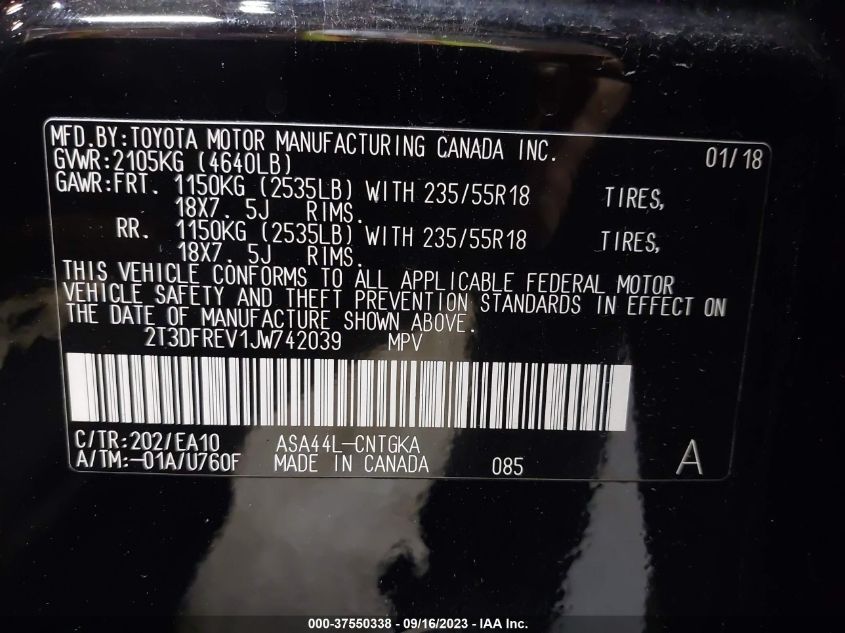 MFD.BY:TOYOTA MOTOR MANUFACTURING CANADA INC. 01/18
GVWR:2105KG (4640LB)
GAWR:FRT. 1150KG (2535LB) WITH 235/55R18 TIRES,
18X7. 5J RIMS.
RR. 1150KG (2535LB) WITH 235/55R18 TIRES,
18X7. 5J RIMS.
THIS VEHICLE CONFORMS TO ALL APPLICABLE FEDERAL MOTOR
VEHICLE SAFETY AND THEFT PREVENTION STANDARDS IN EFFECT ON
THE DATE OF MANUFACTURE SHOWN ABOVE.
2T3DFREV1JW742039 MPV
C/TR:202/EA10 ASA44L-CNTGKA
A/TM:-01A/U760F MADE IN CANADA 085 A
000-37550338 - 09/16/2023 - IAA Inc.